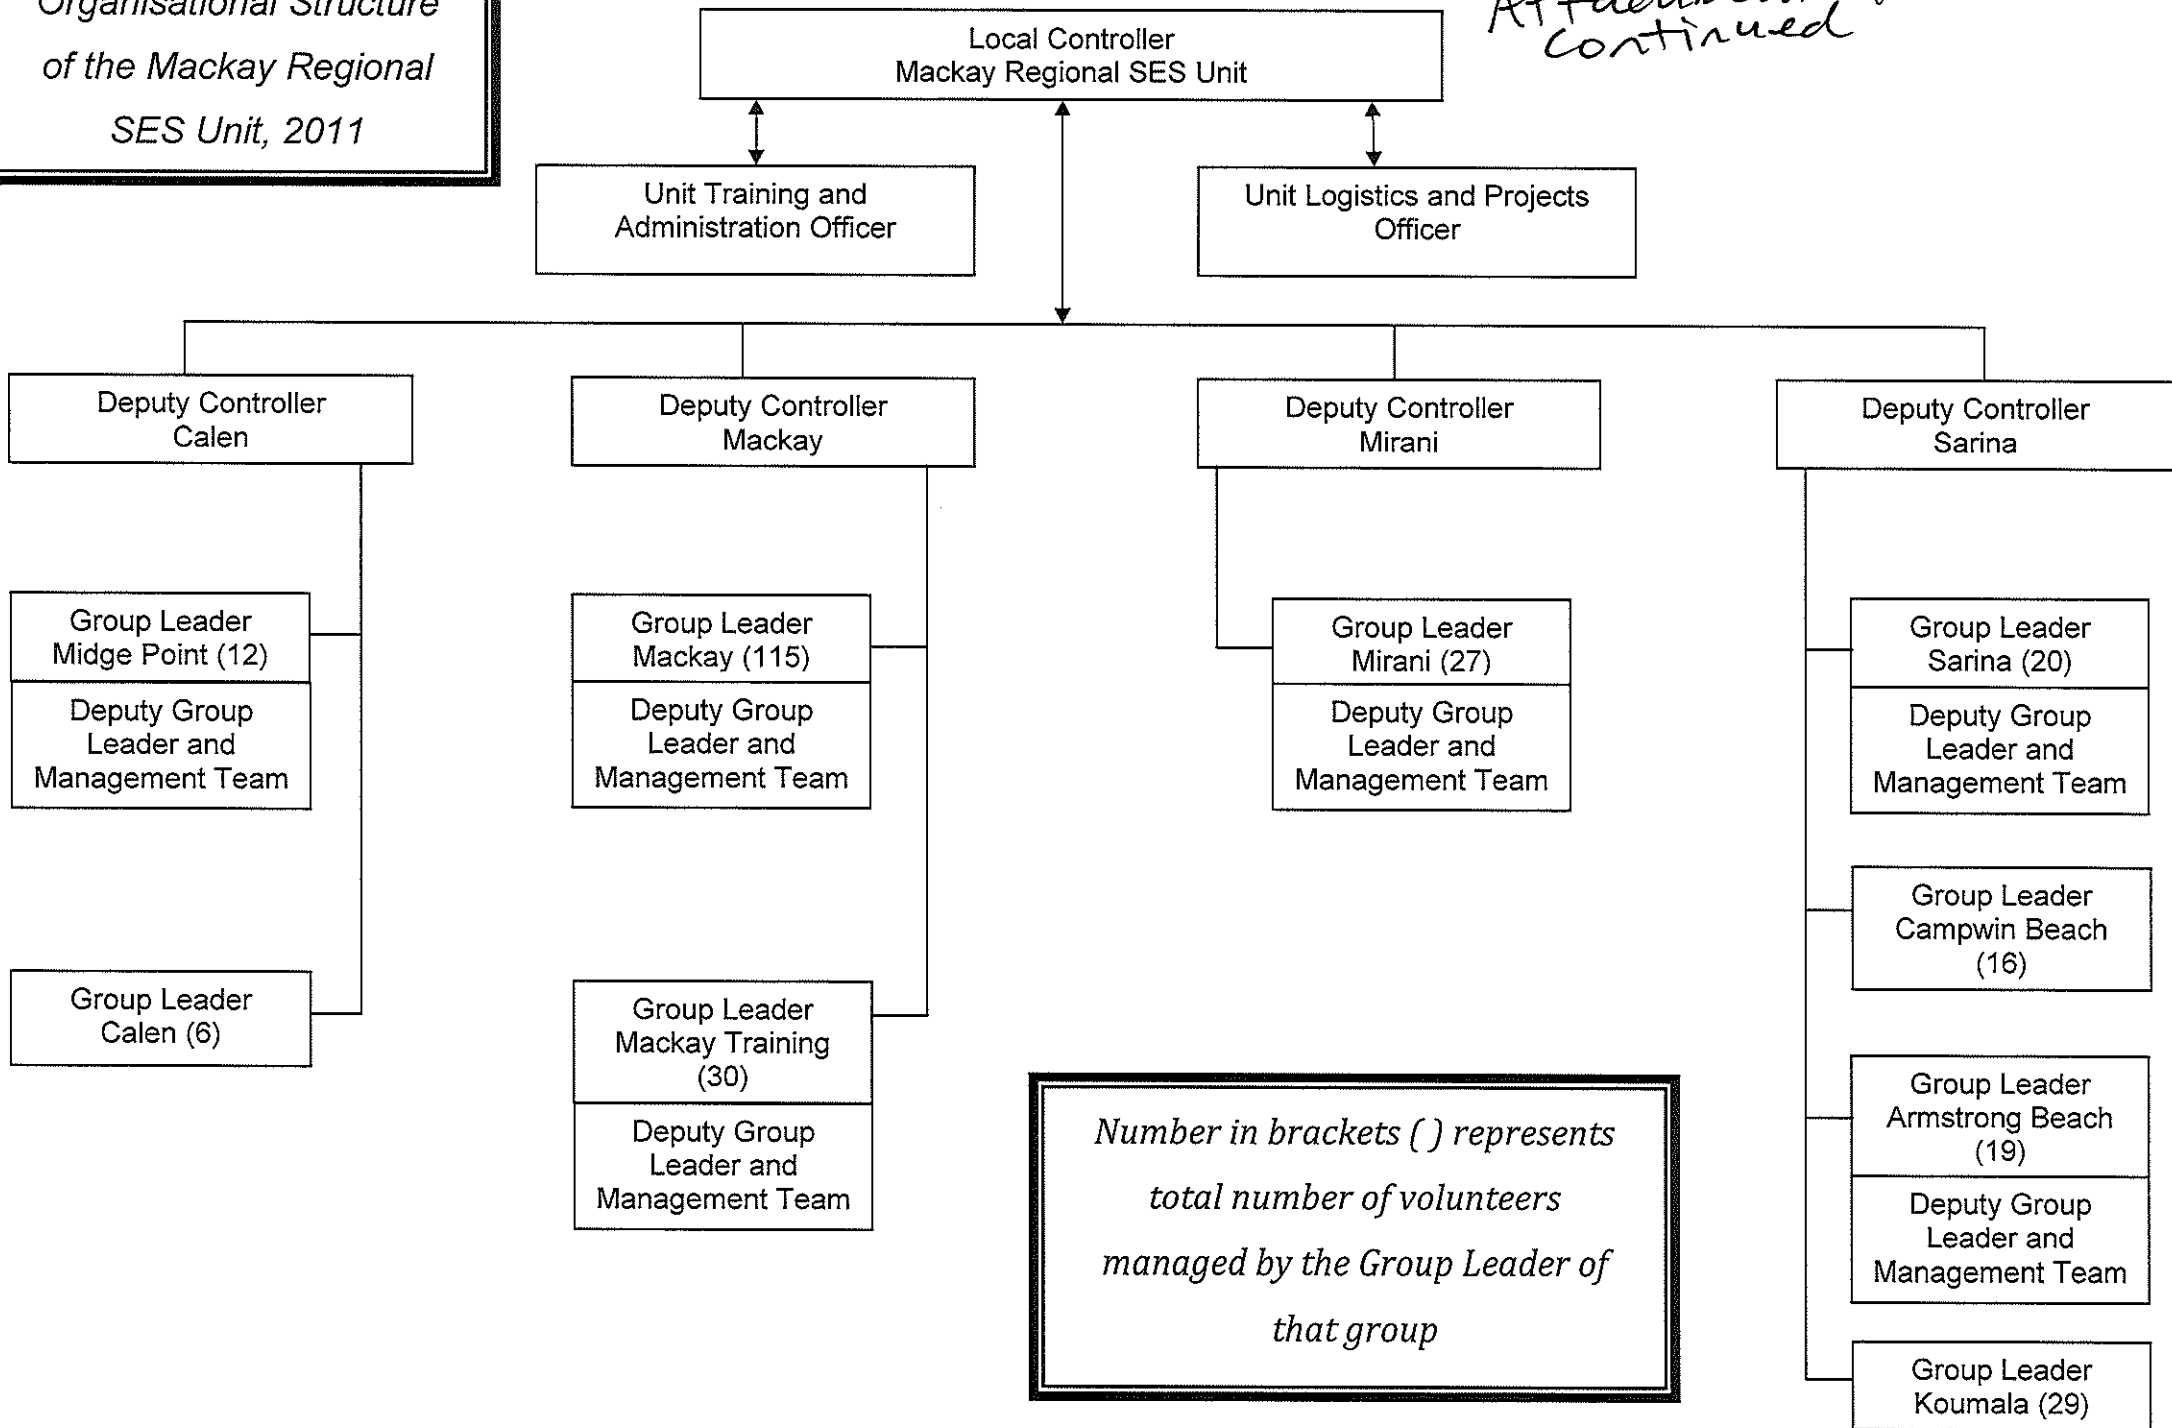 Organisational Structure
of the Mackay Regional
SES Unit, 2011
continued
Local Controller
Mackay Regional SES Unit
Unit Training and
Administration Officer
Unit Logistics and Projects
Officer
Deputy Controller
Calen
Deputy Controller
Mackay
Deputy Controller
Mirani
Deputy Controller
Sarina
Group Leader
Midge Point (12)
Deputy Group
Leader and
Management Team
Group Leader
Calen (6)
Group Leader
Mackay (115)
Deputy Group
Leader and
Management Team
Group Leader
Mackay Training
(30)
Deputy Group
Leader and
Management Team
Group Leader
Mirani (27)
Deputy Group
Leader and
Management Team
Group Leader
Sarina (20)
Deputy Group
Leader and
Management Team
Group Leader
Campwin Beach
(16)
Group Leader
Armstrong Beach
(19)
Deputy Group
Leader and
Management Team
Group Leader
Koumala (29)
Number in brackets ( ) represents
total number of volunteers
managed by the Group Leader of
that group